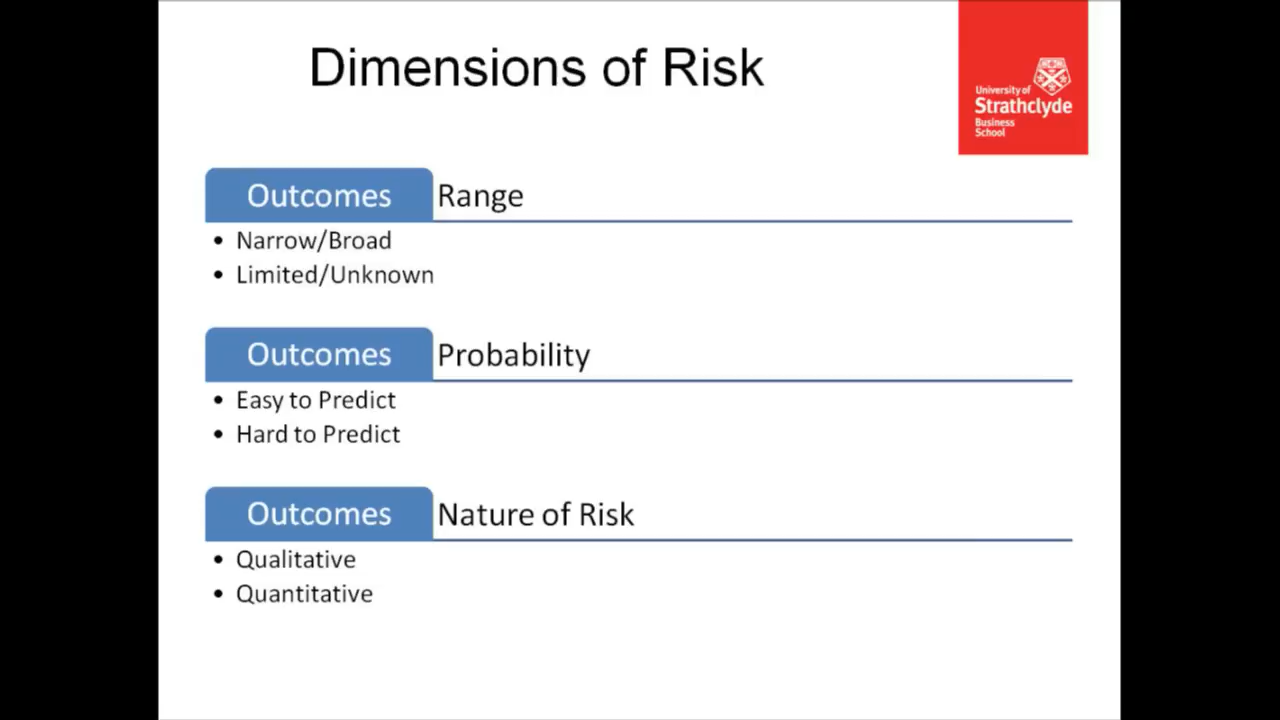 Dimensions of Risk
University of
Strathclyde
Business
School
Outcomes Range
• Narrow/Broad
• Limited/Unknown
Outcomes Probability
• Easy to Predict
• Hard to Predict
Outcomes Nature of Risk
• Qualitative
• Quantitative